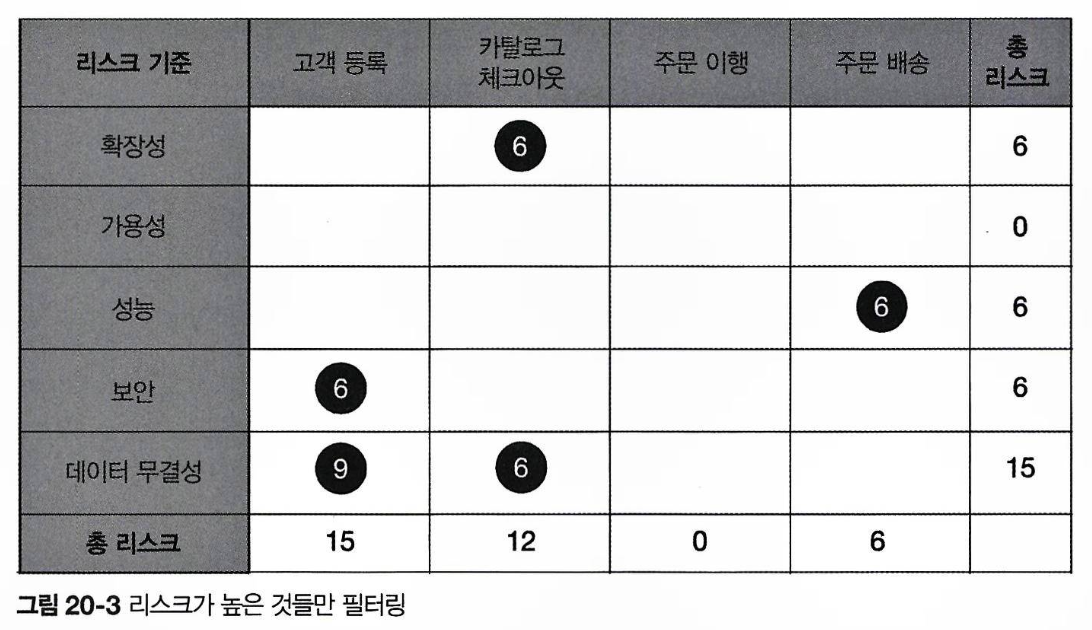 리스크 기준 고객 등록 카탈로그 체크아웃 주문 이행 주문 배송 총 리스크
확장성 6 6
가용성 0
성능 6 6
보안 6 6
데이터 무결성 9 6 15
총 리스크 15 12 0 6
그림 20-3 리스크가 높은 것들만 필터링